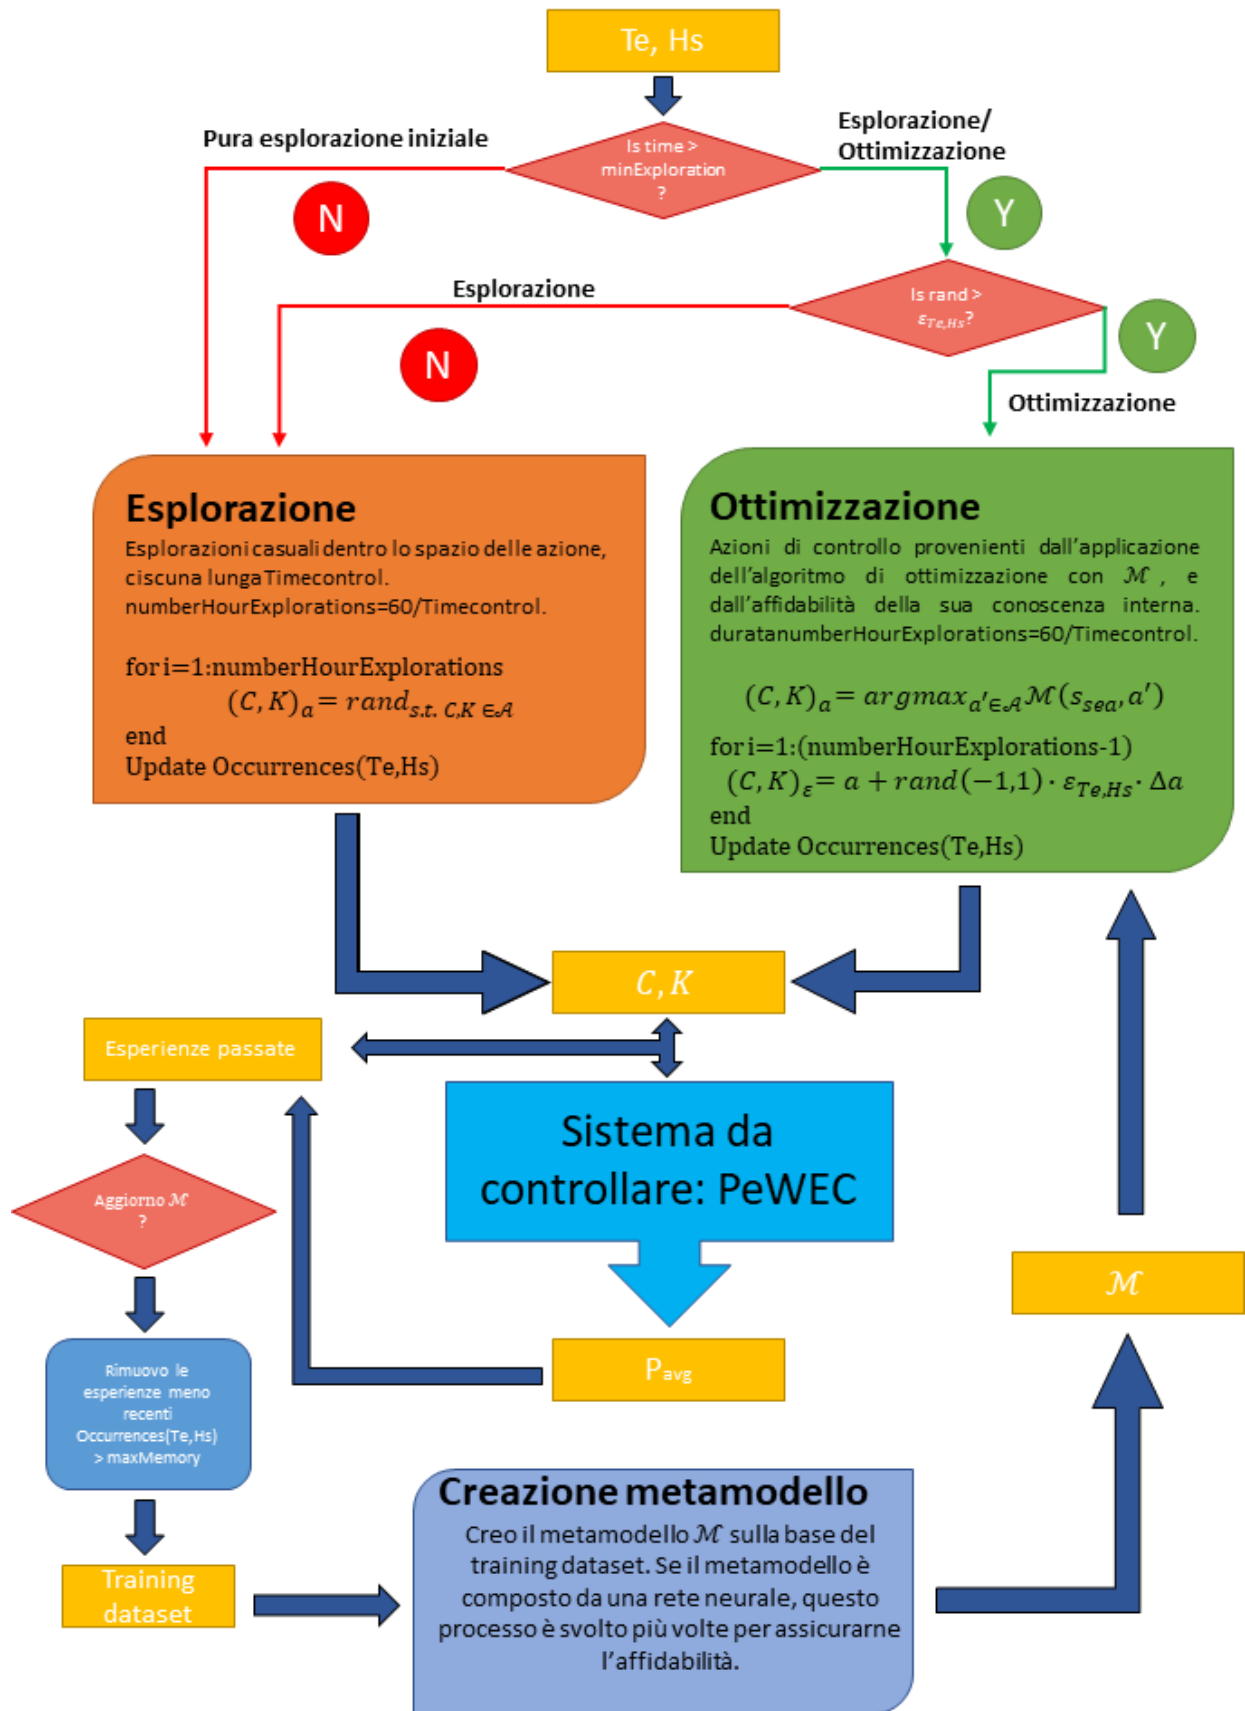 Te, Hs
Pura esplorazione iniziale
Is time >
minExploration
?
Esplorazione/
Ottimizzazione
N
Y
Esplorazione
Is rand >
ε_{Te,Hs}?
N
Y
Ottimizzazione
Esplorazione
Esplorazioni casuali dentro lo spazio delle azione,
ciscuna lunga Timecontrol.
numberHourExplorations=60/Timecontrol.
for i=1:numberHourExplorations
(C, K)_a = rand_{s.t. C,K ∈𝒜}
end
Update Occurrences(Te,Hs)
Ottimizzazione
Azioni di controllo provenienti dall'applicazione
dell'algoritmo di ottimizzazione con ℳ , e
dall'affidabilità della sua conoscenza interna.
duratanumberHourExplorations=60/Timecontrol.
(C, K)_a = argmax_{a'∈𝒜} ℳ(s_{sea}, a')
for i=1:(numberHourExplorations-1)
(C, K)_ε = a + rand(−1,1) · ε_{Te,Hs} · Δa
end
Update Occurrences(Te,Hs)
C, K
Esperienze passate
Sistema da
controllare: PeWEC
Aggiorno ℳ
?
ℳ
Rimuovo le
esperienze meno
recenti
Occurrences(Te,Hs)
> maxMemory
P_{avg}
Training
dataset
Creazione metamodello
Creo il metamodello ℳ sulla base del
training dataset. Se il metamodello è
composto da una rete neurale, questo
processo è svolto più volte per assicurarne
l'affidabilità.